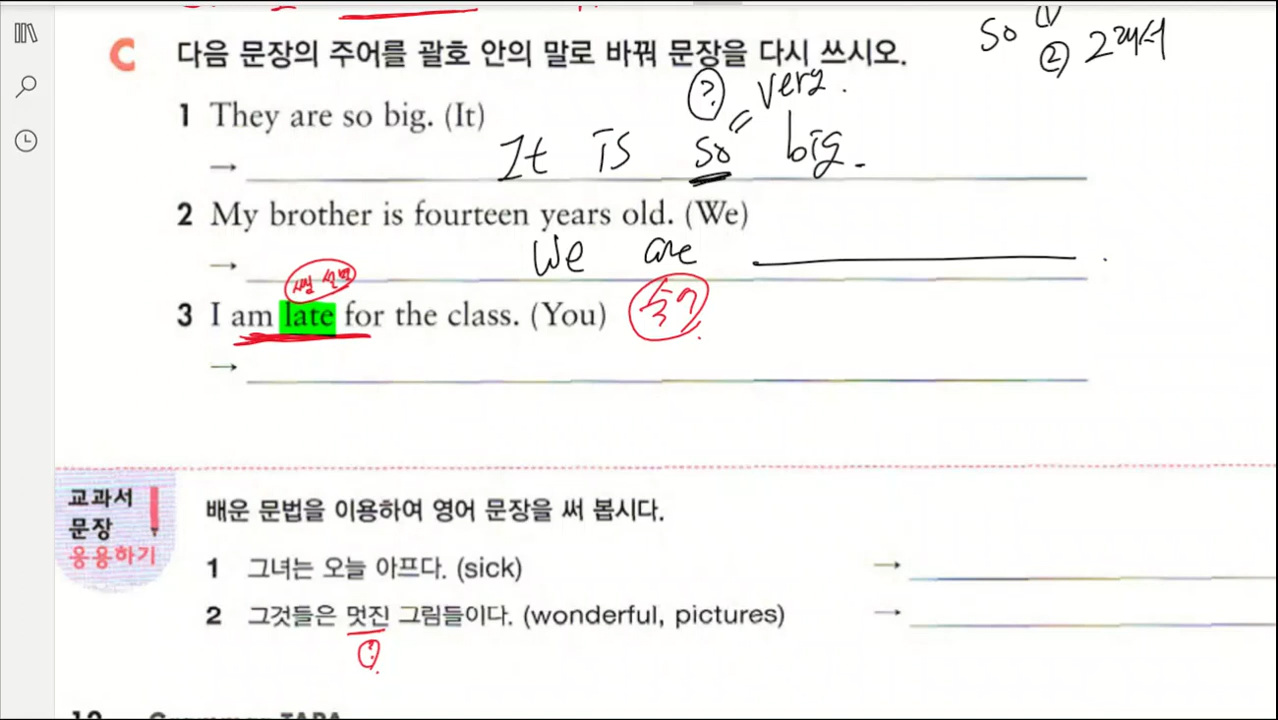 so ①
② 그래서
C 다음 문장의 주어를 괄호 안의 말로 바꿔 문장을 다시 쓰시오.
? = very.
1 They are so big. (It)
→ It is so big.
2 My brother is fourteen years old. (We)
→ We are
3 I am late for the class. (You) 숙어
→
교과서 문장 응용하기
배운 문법을 이용하여 영어 문장을 써 봅시다.
1 그녀는 오늘 아프다. (sick) →
2 그것들은 멋진 그림들이다. (wonderful, pictures) →
?